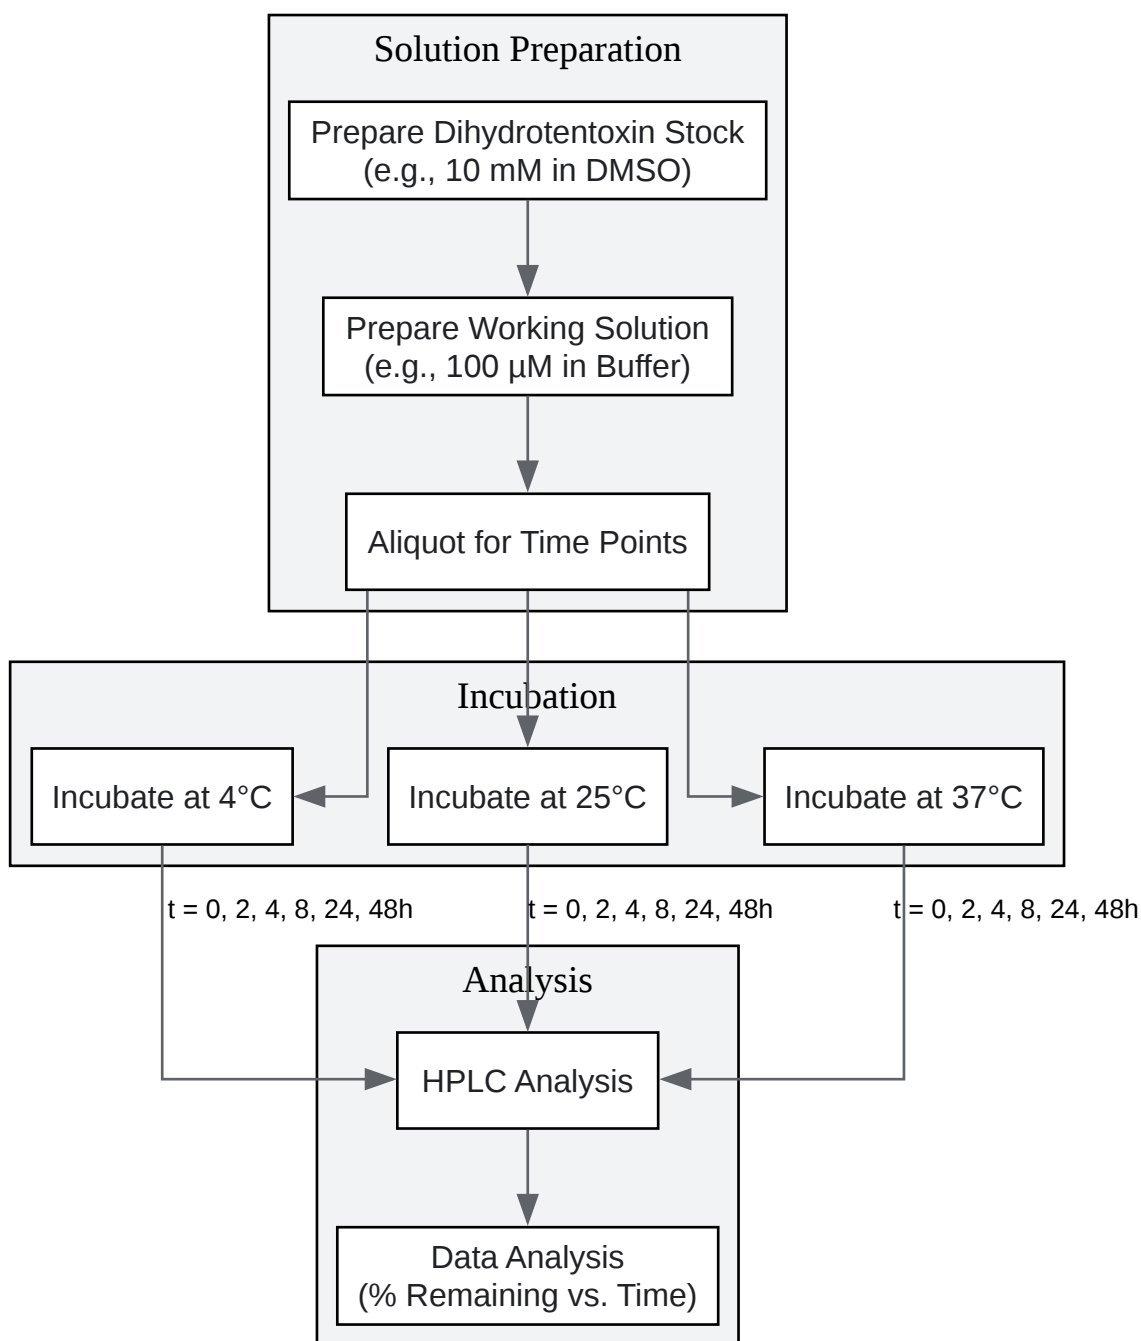 Solution Preparation
Prepare Dihydrotentoxin Stock
(e.g., 10 mM in DMSO)
Prepare Working Solution
(e.g., 100 µM in Buffer)
Aliquot for Time Points
Incubation
Incubate at 4°C
Incubate at 25°C
Incubate at 37°C
t = 0, 2, 4, 8, 24, 48h
t = 0, 2, 4, 8, 24, 48h
t = 0, 2, 4, 8, 24, 48h
Analysis
HPLC Analysis
Data Analysis
(% Remaining vs. Time)